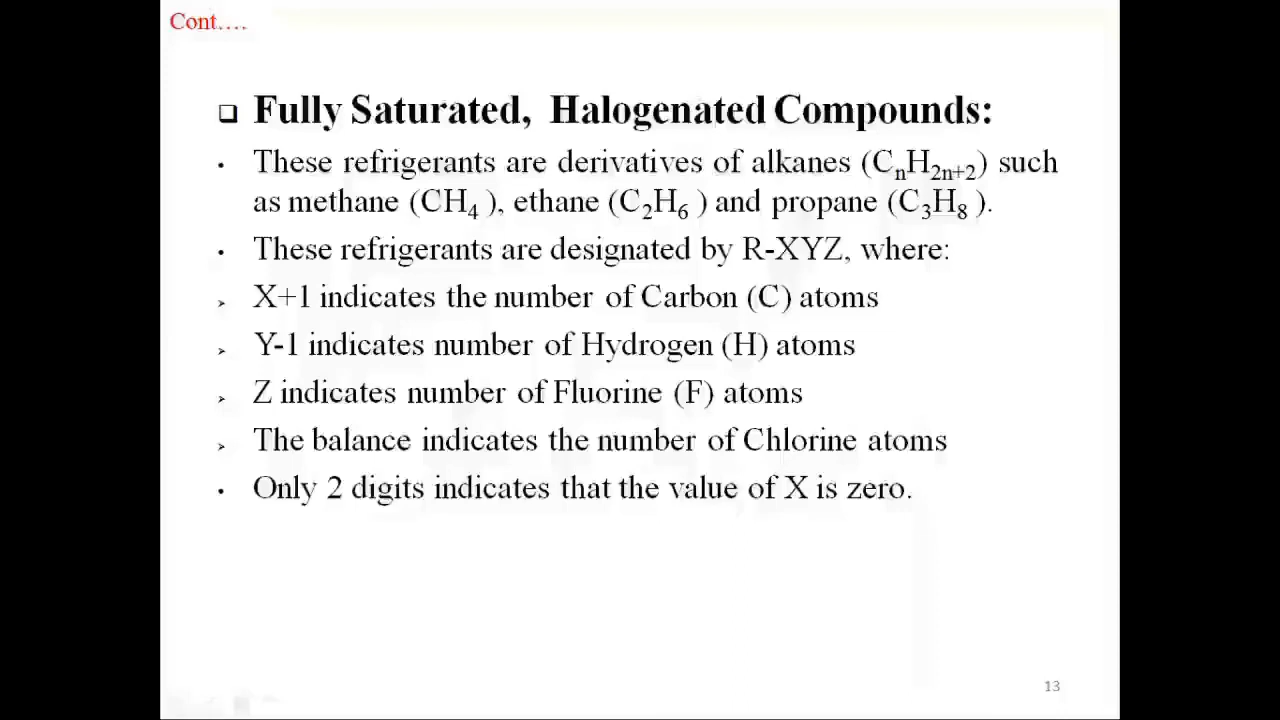 Cont….
❑ Fully Saturated, Halogenated Compounds:
• These refrigerants are derivatives of alkanes (CₙH₂ₙ₊₂) such
as methane (CH₄ ), ethane (C₂H₆ ) and propane (C₃H₈ ).
• These refrigerants are designated by R-XYZ, where:
➢ X+1 indicates the number of Carbon (C) atoms
➢ Y-1 indicates number of Hydrogen (H) atoms
➢ Z indicates number of Fluorine (F) atoms
➢ The balance indicates the number of Chlorine atoms
• Only 2 digits indicates that the value of X is zero.
13